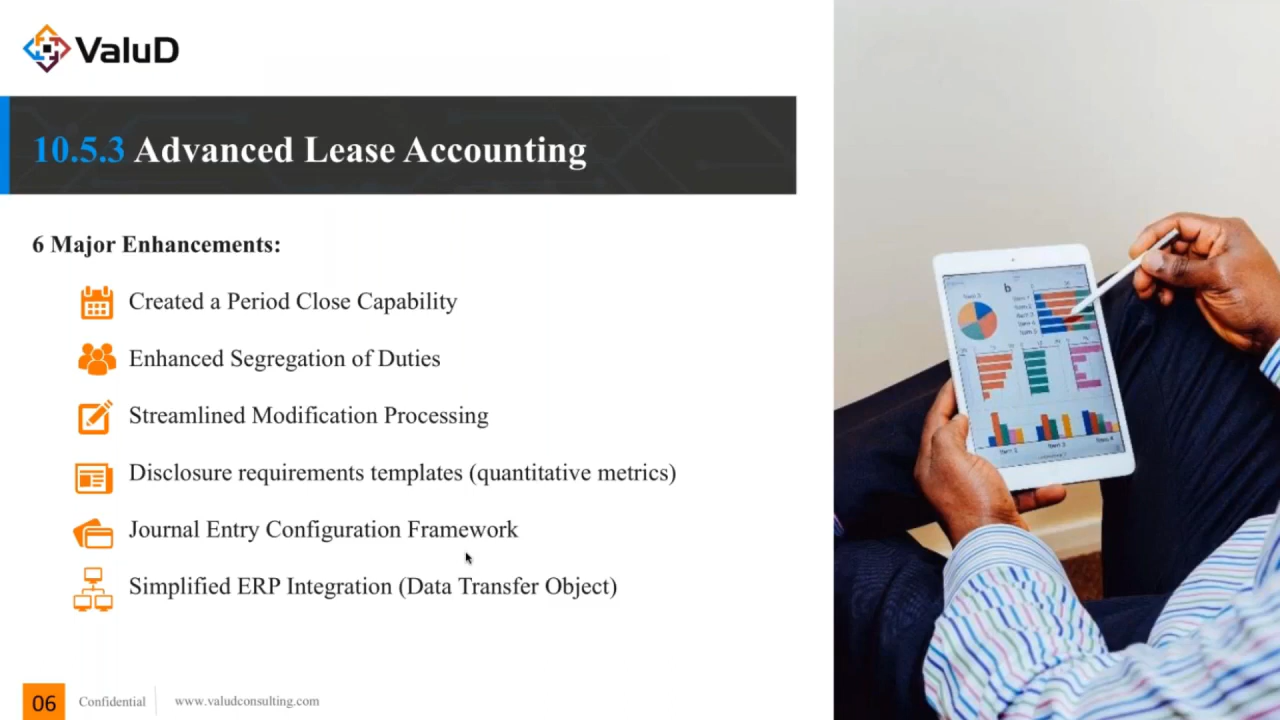 ValuD
10.5.3 Advanced Lease Accounting
6 Major Enhancements:
Created a Period Close Capability
Enhanced Segregation of Duties
Streamlined Modification Processing
Disclosure requirements templates (quantitative metrics)
Journal Entry Configuration Framework
Simplified ERP Integration (Data Transfer Object)
06
Confidential
www.valudconsulting.com
b